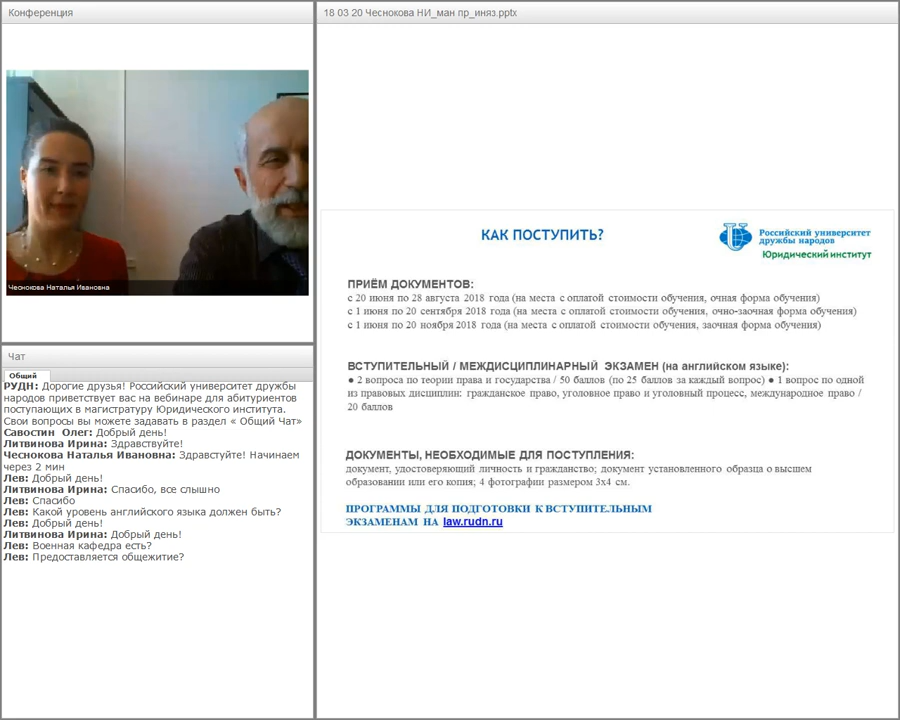 Конференция
Чеснокова Наталья Ивановна
Чат
Общий
РУДН: Дорогие друзья! Российский университет дружбы
народов приветствует вас на вебинаре для абитуриентов
поступающих в магистратуру Юридического института.
Свои вопросы вы можете задавать в раздел « Общий Чат»
Савостин Олег: Добрый день!
Литвинова Ирина: Здравствуйте!
Чеснокова Наталья Ивановна: Здравстуйте! Начинаем
через 2 мин
Лев: Добрый день!
Литвинова Ирина: Спасибо, все слышно
Лев: Спасибо
Лев: Какой уровень английского языка должен быть?
Лев: Добрый день!
Литвинова Ирина: Добрый день!
Лев: Военная кафедра есть?
Лев: Предоставляется общежитие?
18 03 20 Чеснокова НИ_ман пр_иняз.pptx
КАК ПОСТУПИТЬ?
Российский университет
дружбы народов
Юридический институт
ПРИЁМ ДОКУМЕНТОВ:
с 20 июня по 28 августа 2018 года (на места с оплатой стоимости обучения, очная форма обучения)
с 1 июня по 20 сентября 2018 года (на места с оплатой стоимости обучения, очно-заочная форма обучения)
с 1 июня по 20 ноября 2018 года (на места с оплатой стоимости обучения, заочная форма обучения)
ВСТУПИТЕЛЬНЫЙ / МЕЖДИСЦИПЛИНАРНЫЙ ЭКЗАМЕН (на английском языке):
● 2 вопроса по теории права и государства / 50 баллов (по 25 баллов за каждый вопрос) ● 1 вопрос по одной
из правовых дисциплин: гражданское право, уголовное право и уголовный процесс, международное право /
20 баллов
ДОКУМЕНТЫ, НЕОБХОДИМЫЕ ДЛЯ ПОСТУПЛЕНИЯ:
документ, удостоверяющий личность и гражданство; документ установленного образца о высшем
образовании или его копия; 4 фотографии размером 3х4 см.
ПРОГРАММЫ ДЛЯ ПОДГОТОВКИ К ВСТУПИТЕЛЬНЫМ
ЭКЗАМЕНАМ НА law.rudn.ru